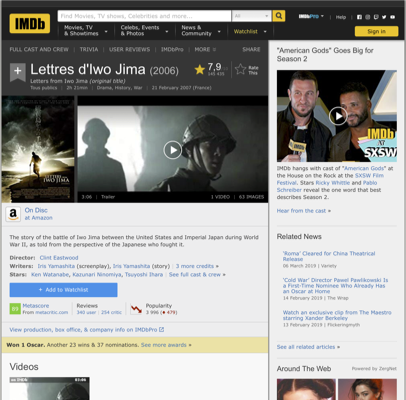 IMDb
Find Movies, TV shows, Celebrities and more...
All
IMDbPro
Help
Movies, TV & Showtimes
Celebs, Events & Photos
News & Community
Watchlist
Sign in
FULL CAST AND CREW | TRIVIA | USER REVIEWS | IMDbPro | MORE
SHARE
Lettres d'Iwo Jima (2006)
Letters from Iwo Jima (original title)
Tous publics | 2h 21min | Drama, History, War | 21 February 2007 (France)
7,9
Rate This
3:06 | Trailer
1 VIDEO | 63 IMAGES
On Disc
at Amazon
The story of the battle of Iwo Jima between the United States and Imperial Japan during World
War II, as told from the perspective of the Japanese who fought it.
Director: Clint Eastwood
Writers: Iris Yamashita (screenplay), Iris Yamashita (story) | 3 more credits »
Stars: Ken Watanabe, Kazunari Ninomiya, Tsuyoshi Ihara | See full cast & crew »
+ Add to Watchlist
Metascore
From metacritic.com
Reviews
340 user | 254 critic
Popularity
3 996 (479)
View production, box office, & company info on IMDbPro
Won 1 Oscar. Another 23 wins & 37 nominations. See more awards »
Videos
"American Gods" Goes Big for
Season 2
IMDb
at
SXSW
IMDb hangs with cast of "American Gods" at
the House on the Rock at the SXSW Film
Festival. Stars Ricky Whittle and Pablo
Schreiber reveal the one word that best
describes Season 2.
Hear from the cast »
Related News
'Roma' Cleared for China Theatrical
Release
06 March 2019 | Variety
'Cold War' Director Pawel Pawlikowski Is
a First-Time Nominee Who Already Has
an Oscar at Home
14 February 2019 | The Wrap
Watch an exclusive clip from The Maestro
starring Xander Berkeley
13 February 2019 | Flickeringmyth
See all related articles »
Around The Web
Powered by ZergNet